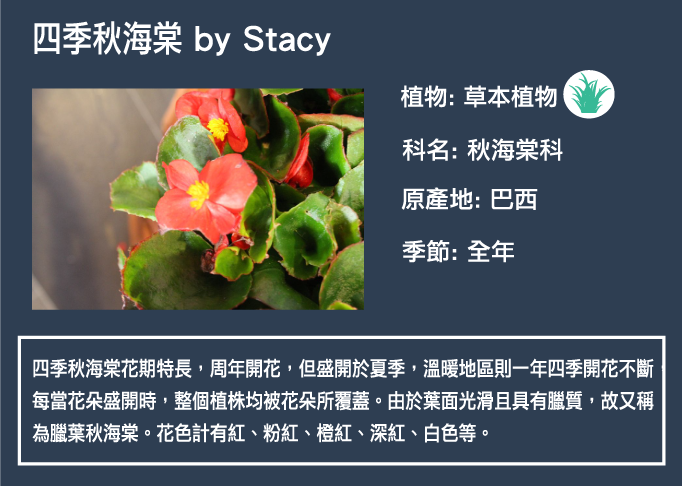 四季秋海棠 by Stacy
植物: 草本植物
科名: 秋海棠科
原產地: 巴西
季節: 全年
四季秋海棠花期特長，周年開花，但盛開於夏季，溫暖地區則一年四季開花不斷，
每當花朵盛開時，整個植株均被花朵所覆蓋。由於葉面光滑且具有臘質，故又稱
為臘葉秋海棠。花色計有紅、粉紅、橙紅、深紅、白色等。